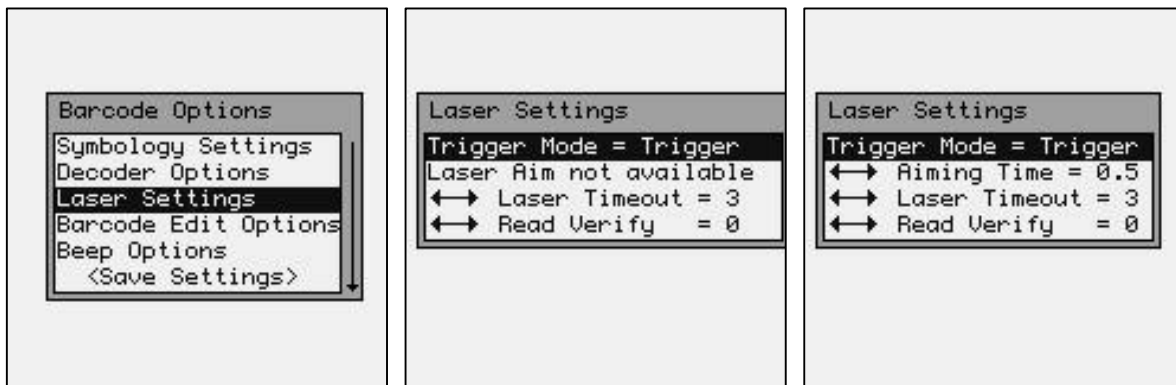 Barcode Options
Symbology Settings
Decoder Options
Laser Settings
Barcode Edit Options
Beep Options
<Save Settings>
Laser Settings
Trigger Mode = Trigger
Laser Aim not available
Laser Timeout = 3
Read Verify = 0
Laser Settings
Trigger Mode = Trigger
Aiming Time = 0.5
Laser Timeout = 3
Read Verify = 0